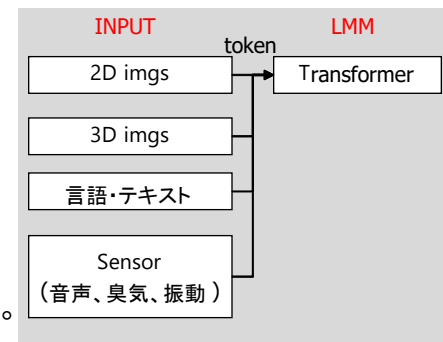 INPUT
LMM
token
2D imgs
Transformer
3D imgs
言語・テキスト
Sensor
（音声、臭気、振動 ）
。